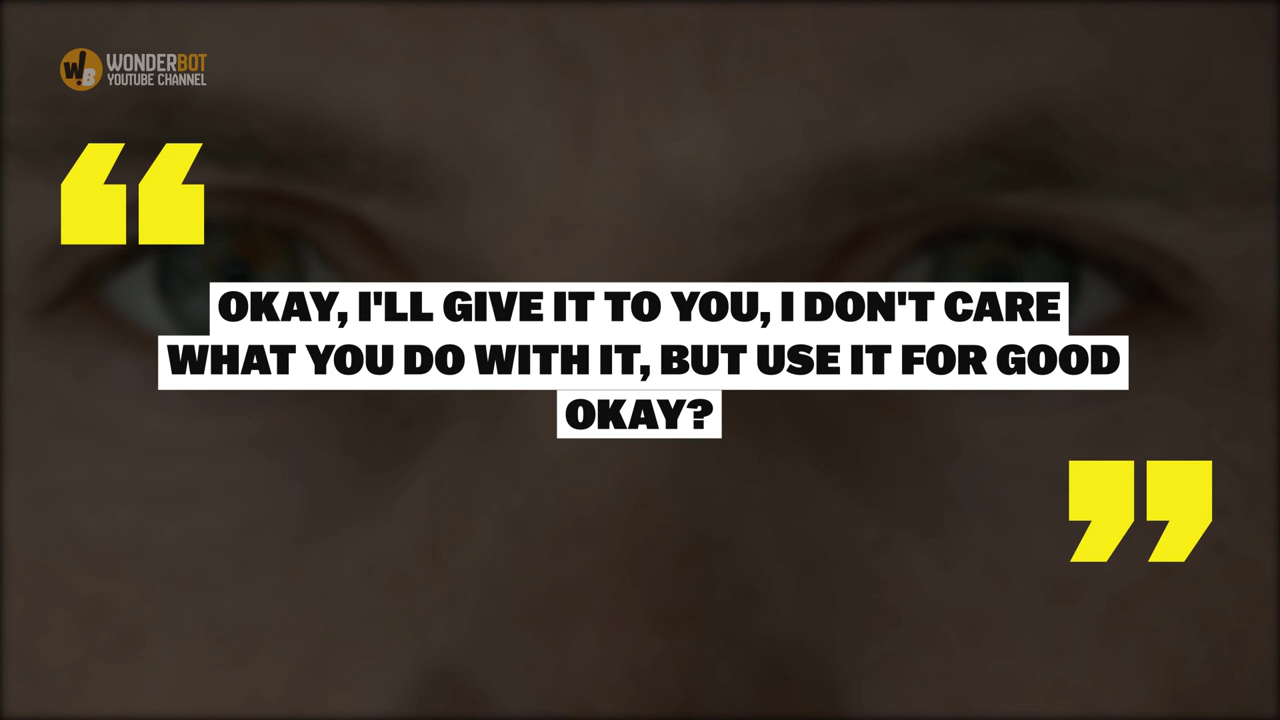 WONDERBOT
YOUTUBE CHANNEL
“
OKAY, I'LL GIVE IT TO YOU, I DON'T CARE
WHAT YOU DO WITH IT, BUT USE IT FOR GOOD
OKAY?
”